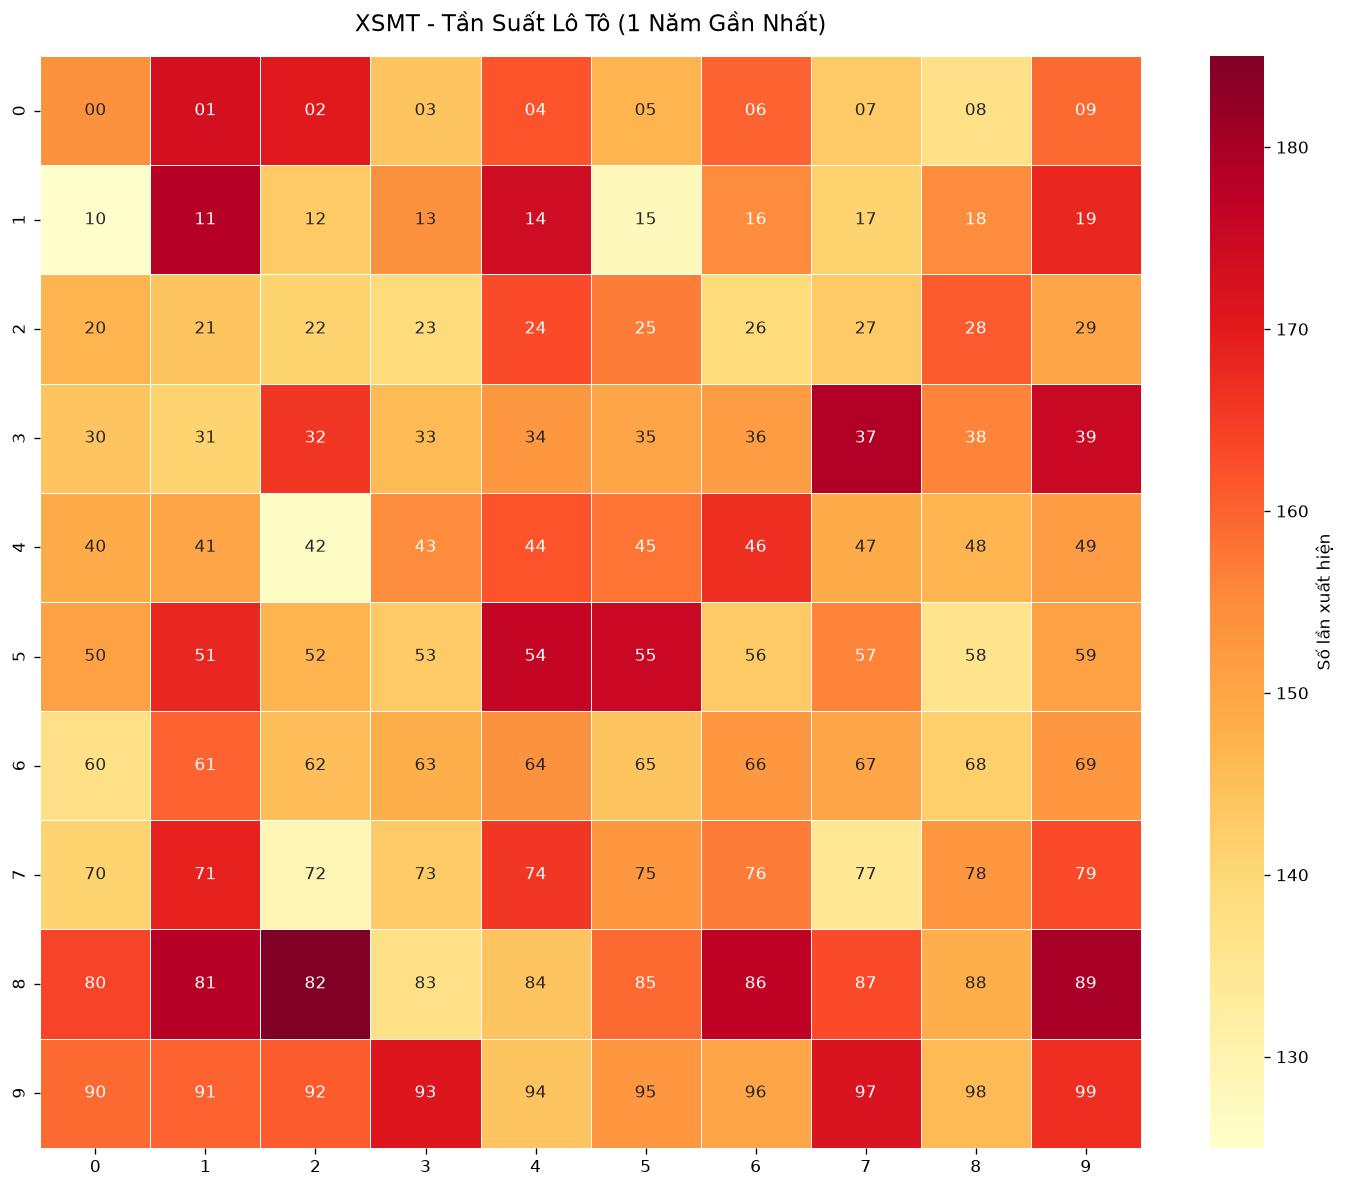 XSMT - Tần Suất Lô Tô (1 Năm Gần Nhất)
0 00 01 02 03 04 05 06 07 08 09
1 10 11 12 13 14 15 16 17 18 19
2 20 21 22 23 24 25 26 27 28 29
3 30 31 32 33 34 35 36 37 38 39
4 40 41 42 43 44 45 46 47 48 49
5 50 51 52 53 54 55 56 57 58 59
6 60 61 62 63 64 65 66 67 68 69
7 70 71 72 73 74 75 76 77 78 79
8 80 81 82 83 84 85 86 87 88 89
9 90 91 92 93 94 95 96 97 98 99
0 1 2 3 4 5 6 7 8 9
180
170
160
150
140
130
Số lần xuất hiện